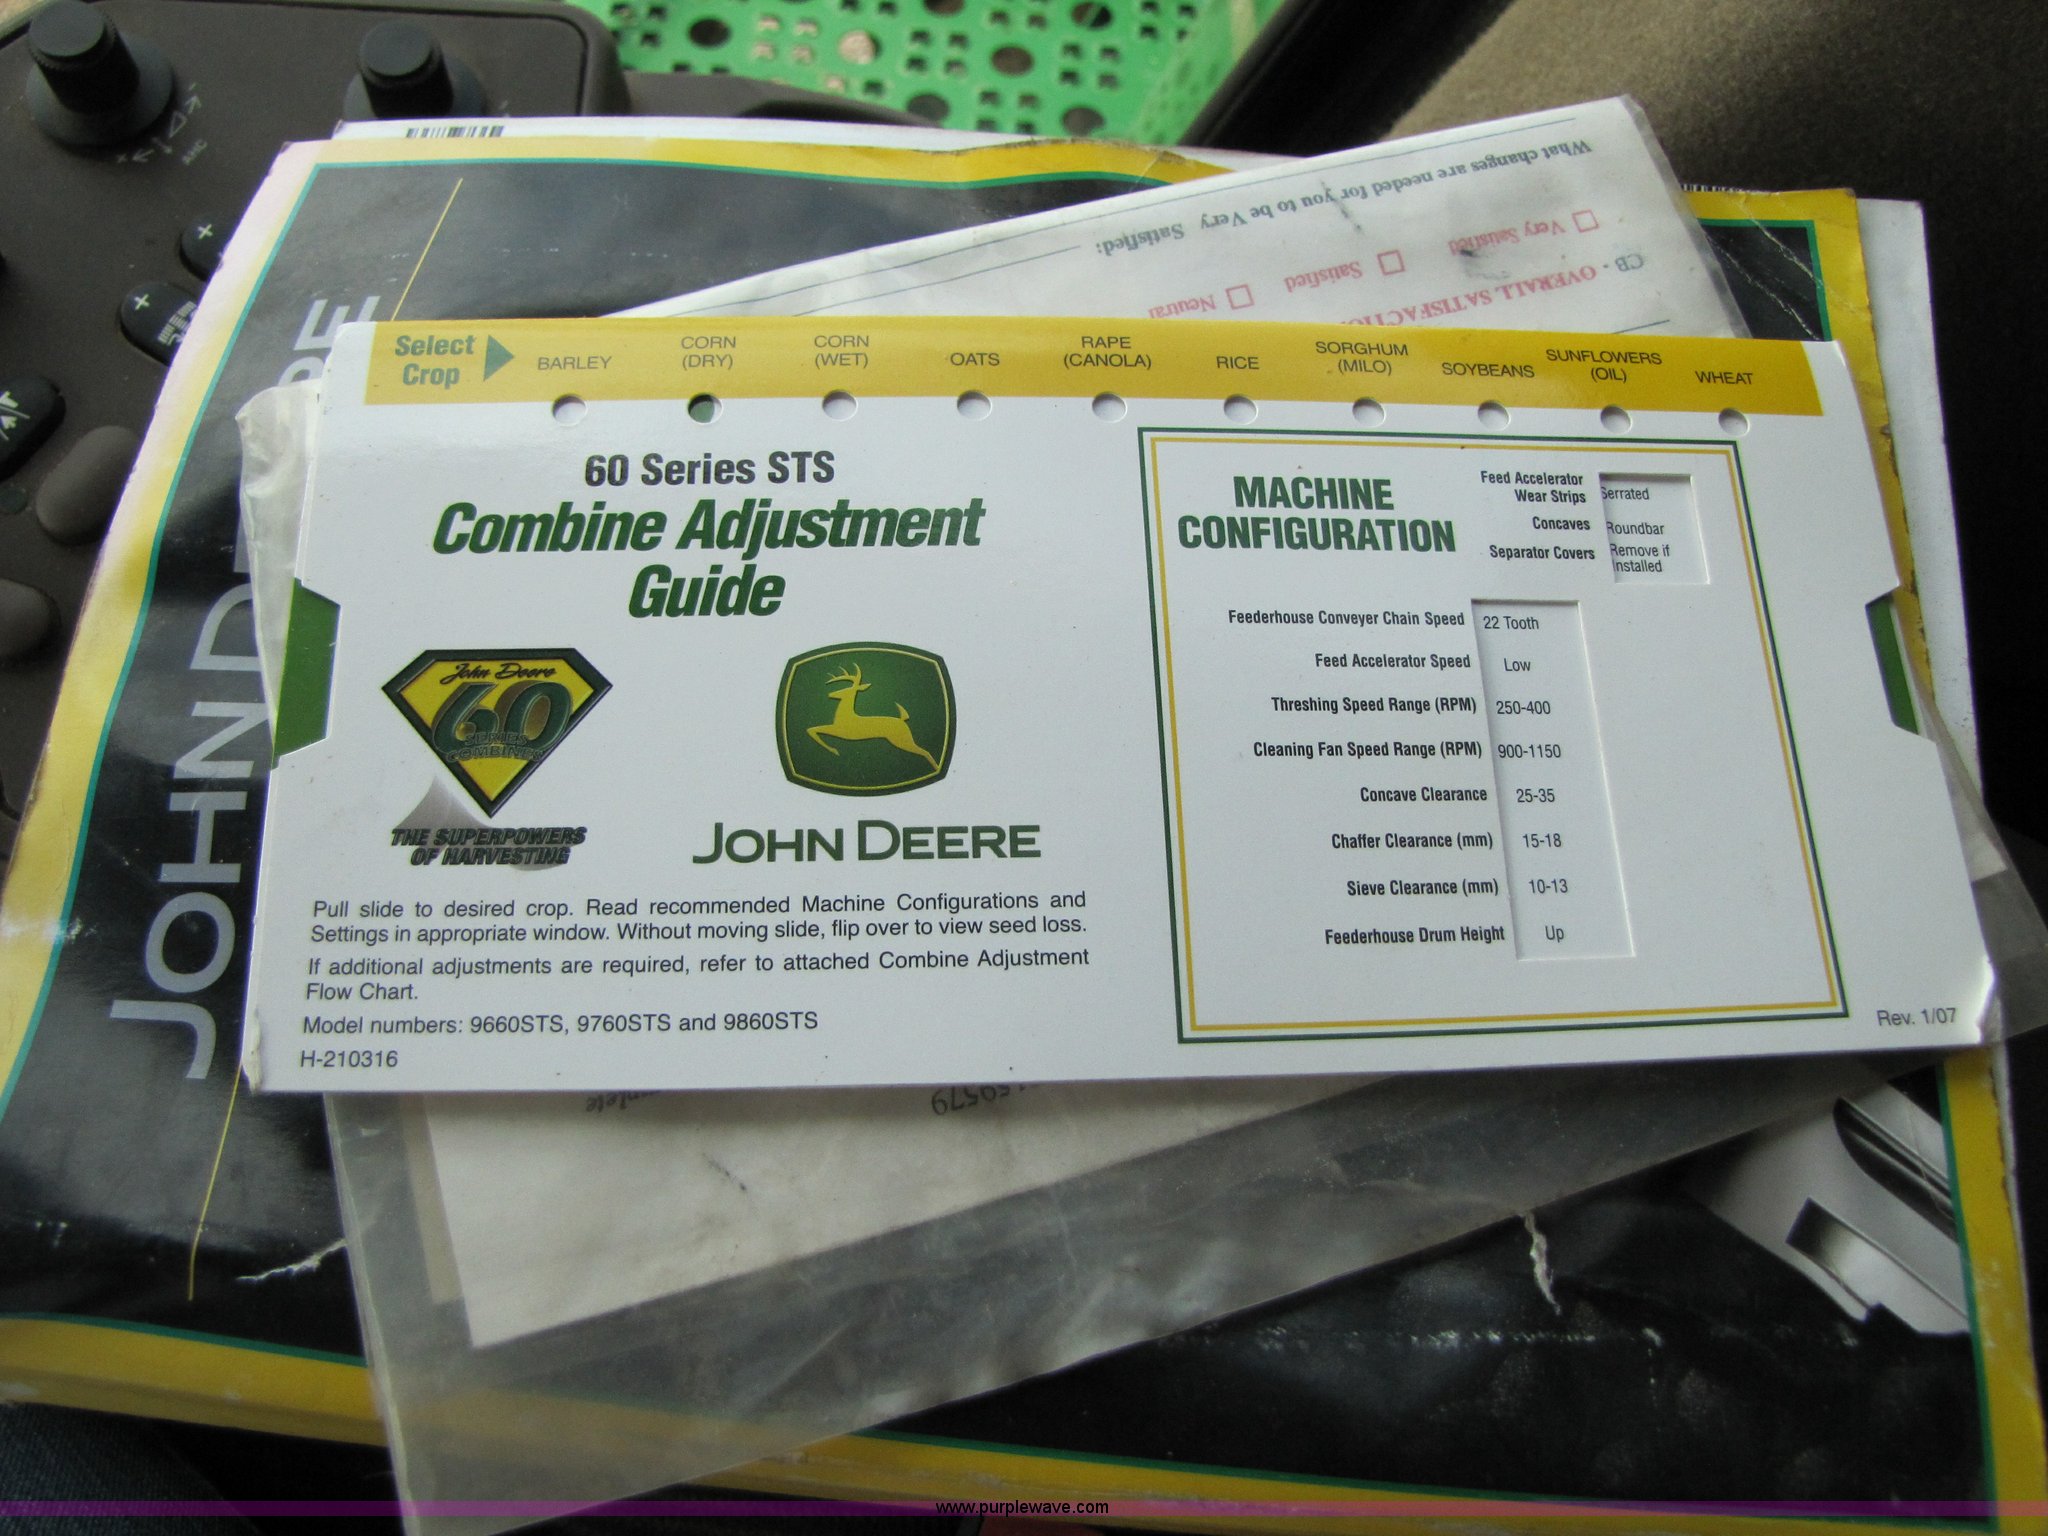 What changes are needed for you to be Very Satisfied:
CB - OVERALL
Very Satisfied
Satisfied
Neutral
JOHN DEERE
Select
Crop
BARLEY
CORN
(DRY)
CORN
(WET)
OATS
RAPE
(CANOLA)
RICE
SORGHUM
(MILO)
SOYBEANS
SUNFLOWERS
(OIL)
WHEAT
60 Series STS
Combine Adjustment
Guide
John Deere
60
SERIES
COMBINES
THE SUPERPOWERS
OF HARVESTING
JOHN DEERE
Pull slide to desired crop. Read recommended Machine Configurations and
Settings in appropriate window. Without moving slide, flip over to view seed loss.
If additional adjustments are required, refer to attached Combine Adjustment
Flow Chart.
Model numbers: 9660STS, 9760STS and 9860STS
H-210316
MACHINE
CONFIGURATION
Feed Accelerator
Wear Strips Serrated
Concaves Roundbar
Separator Covers Remove if
Installed
Feederhouse Conveyer Chain Speed 22 Tooth
Feed Accelerator Speed Low
Threshing Speed Range (RPM) 250-400
Cleaning Fan Speed Range (RPM) 900-1150
Concave Clearance 25-35
Chaffer Clearance (mm) 15-18
Sieve Clearance (mm) 10-13
Feederhouse Drum Height Up
Rev. 1/07
59579
www.purplewave.com